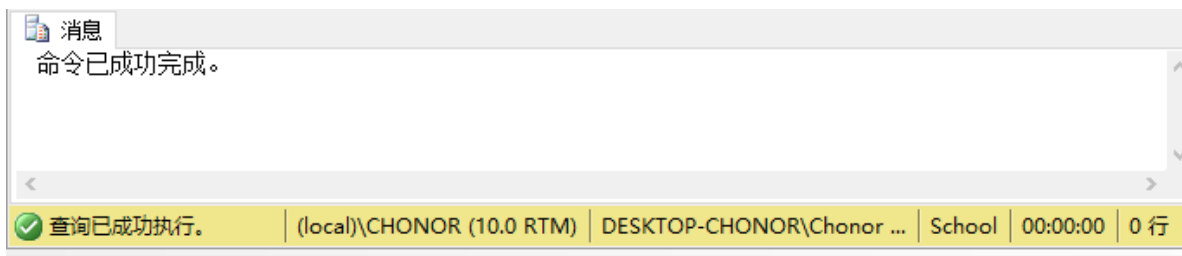 消息
命令已成功完成。
查询已成功执行。 (local)\CHONOR (10.0 RTM) DESKTOP-CHONOR\Chonor ... School 00:00:00 0 行